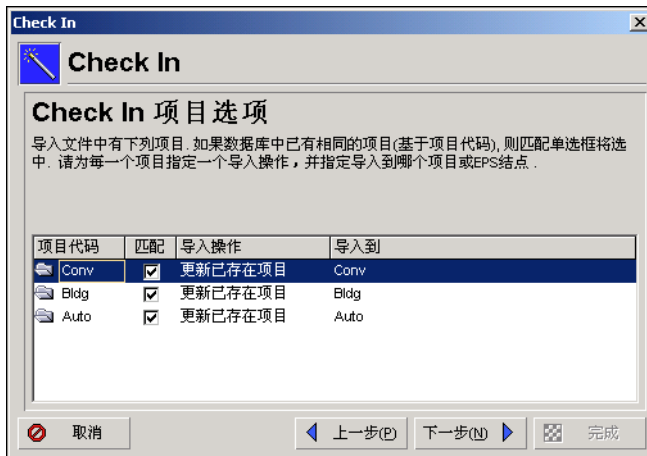 Check In
Check In
Check In 项目选项
导入文件中有下列项目. 如果数据库中已有相同的项目(基于项目代码), 则匹配单选框将选
中. 请为每一个项目指定一个导入操作，并指定导入到哪个项目或EPS结点 .
项目代码 匹配 导入操作 导入到
Conv 更新已存在项目 Conv
Bldg 更新已存在项目 Bldg
Auto 更新已存在项目 Auto
取消 上一步(P) 下一步(N) 完成